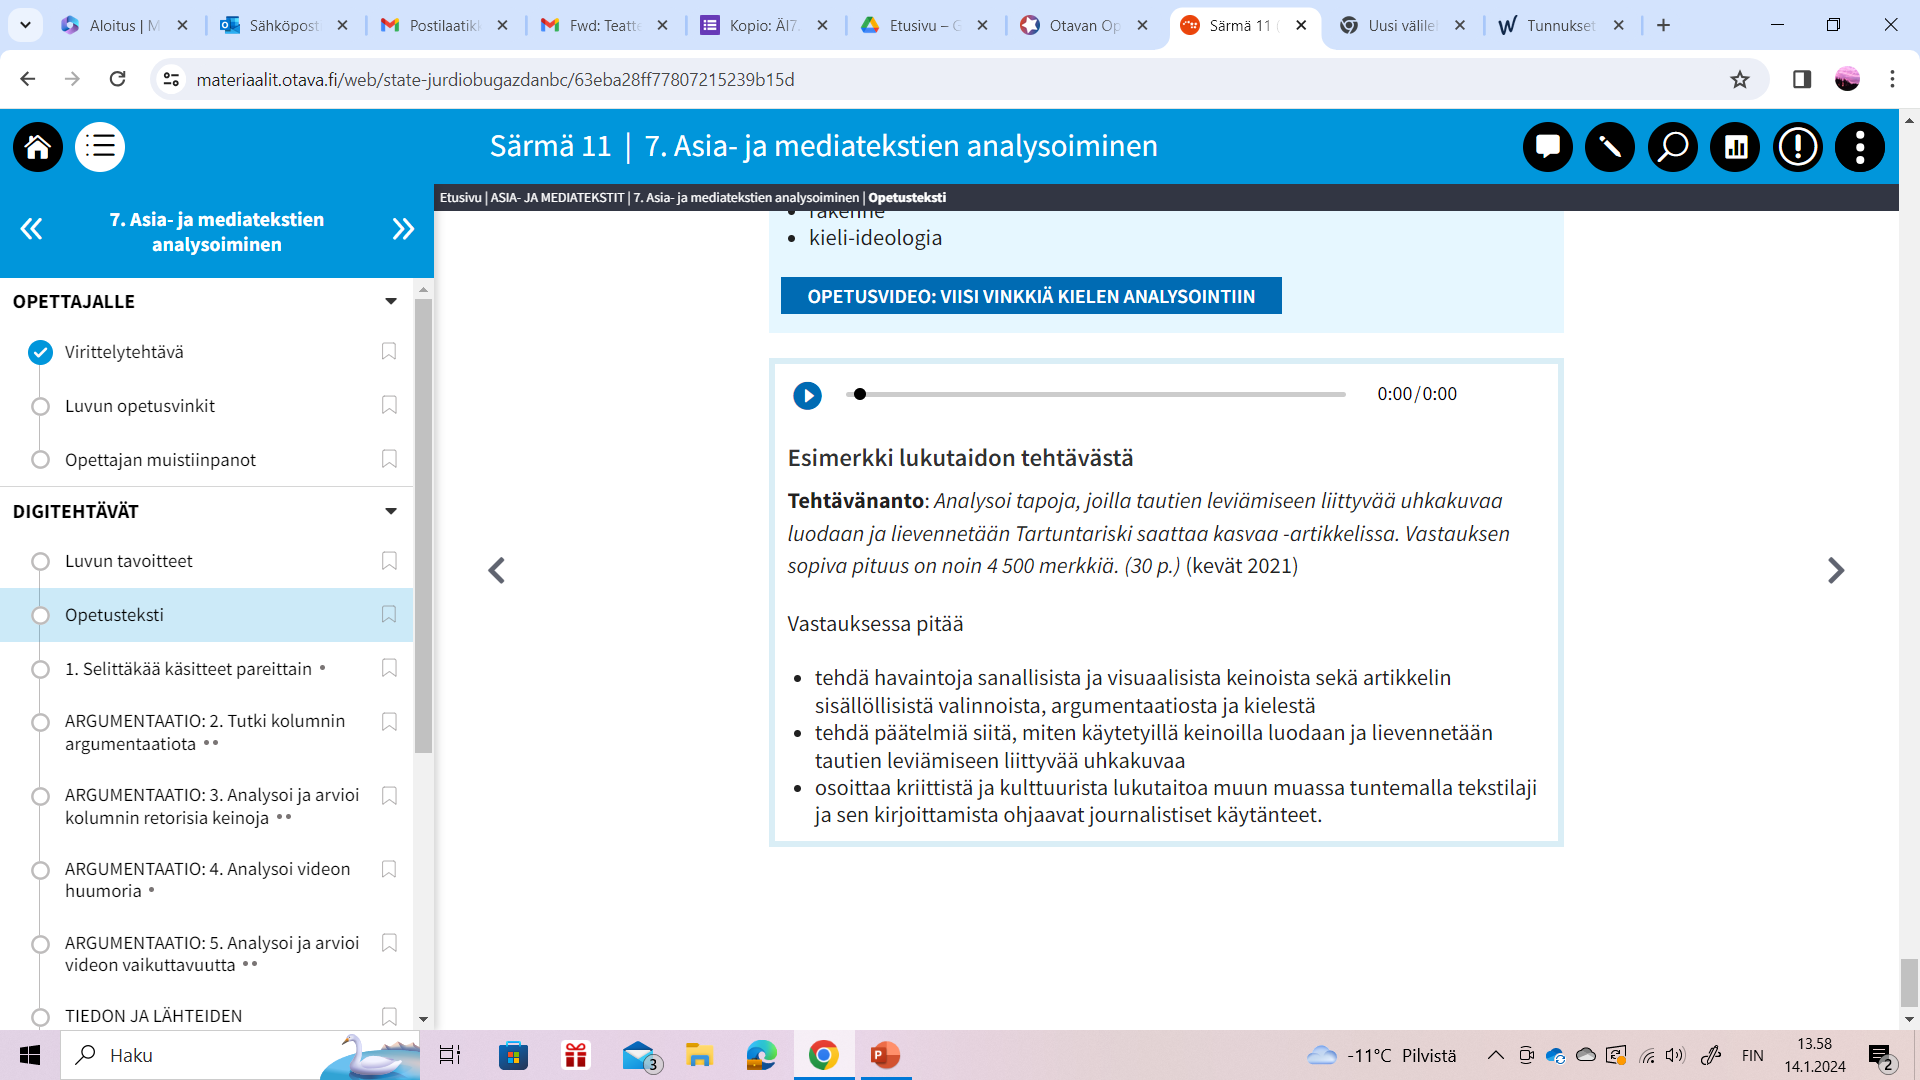 Aloitus | M
Sähköpost
Postilaatikk
Fwd: Teatte
Kopio: ÄI7.
Etusivu – G
Otavan Op
Särmä 11 (
Uusi välileh
Tunnukset
materiaalit.otava.fi/web/state-jurdiobugazdanbc/63eba28ff77807215239b15d
Särmä 11 | 7. Asia- ja mediatekstien analysoiminen
Etusivu | ASIA- JA MEDIATEKSTIT | 7. Asia- ja mediatekstien analysoiminen | Opetusteksti
7. Asia- ja mediatekstien
analysoiminen
OPETTAJALLE
Virittelytehtävä
Luvun opetusvinkit
Opettajan muistiinpanot
DIGITEHTÄVÄT
Luvun tavoitteet
Opetusteksti
1. Selittäkää käsitteet pareittain •
ARGUMENTAATIO: 2. Tutki kolumnin
argumentaatiota ••
ARGUMENTAATIO: 3. Analysoi ja arvioi
kolumnin retorisia keinoja ••
ARGUMENTAATIO: 4. Analysoi videon
huumoria •
ARGUMENTAATIO: 5. Analysoi ja arvioi
videon vaikuttavuutta ••
TIEDON JA LÄHTEIDEN
• rakenne
• kieli-ideologia
OPETUSVIDEO: VIISI VINKKIÄ KIELEN ANALYSOINTIIN
0:00/0:00
Esimerkki lukutaidon tehtävästä
Tehtävänanto: Analysoi tapoja, joilla tautien leviämiseen liittyvää uhkakuvaa
luodaan ja lievennetään Tartuntariski saattaa kasvaa -artikkelissa. Vastauksen
sopiva pituus on noin 4 500 merkkiä. (30 p.) (kevät 2021)
Vastauksessa pitää
• tehdä havaintoja sanallisista ja visuaalisista keinoista sekä artikkelin
sisällöllisistä valinnoista, argumentaatiosta ja kielestä
• tehdä päätelmiä siitä, miten käytetyillä keinoilla luodaan ja lievennetään
tautien leviämiseen liittyvää uhkakuvaa
• osoittaa kriittistä ja kulttuurista lukutaitoa muun muassa tuntemalla tekstilaji
ja sen kirjoittamista ohjaavat journalistiset käytänteet.
Haku
3
-11°C Pilvistä
FIN
13.58
14.1.2024
2